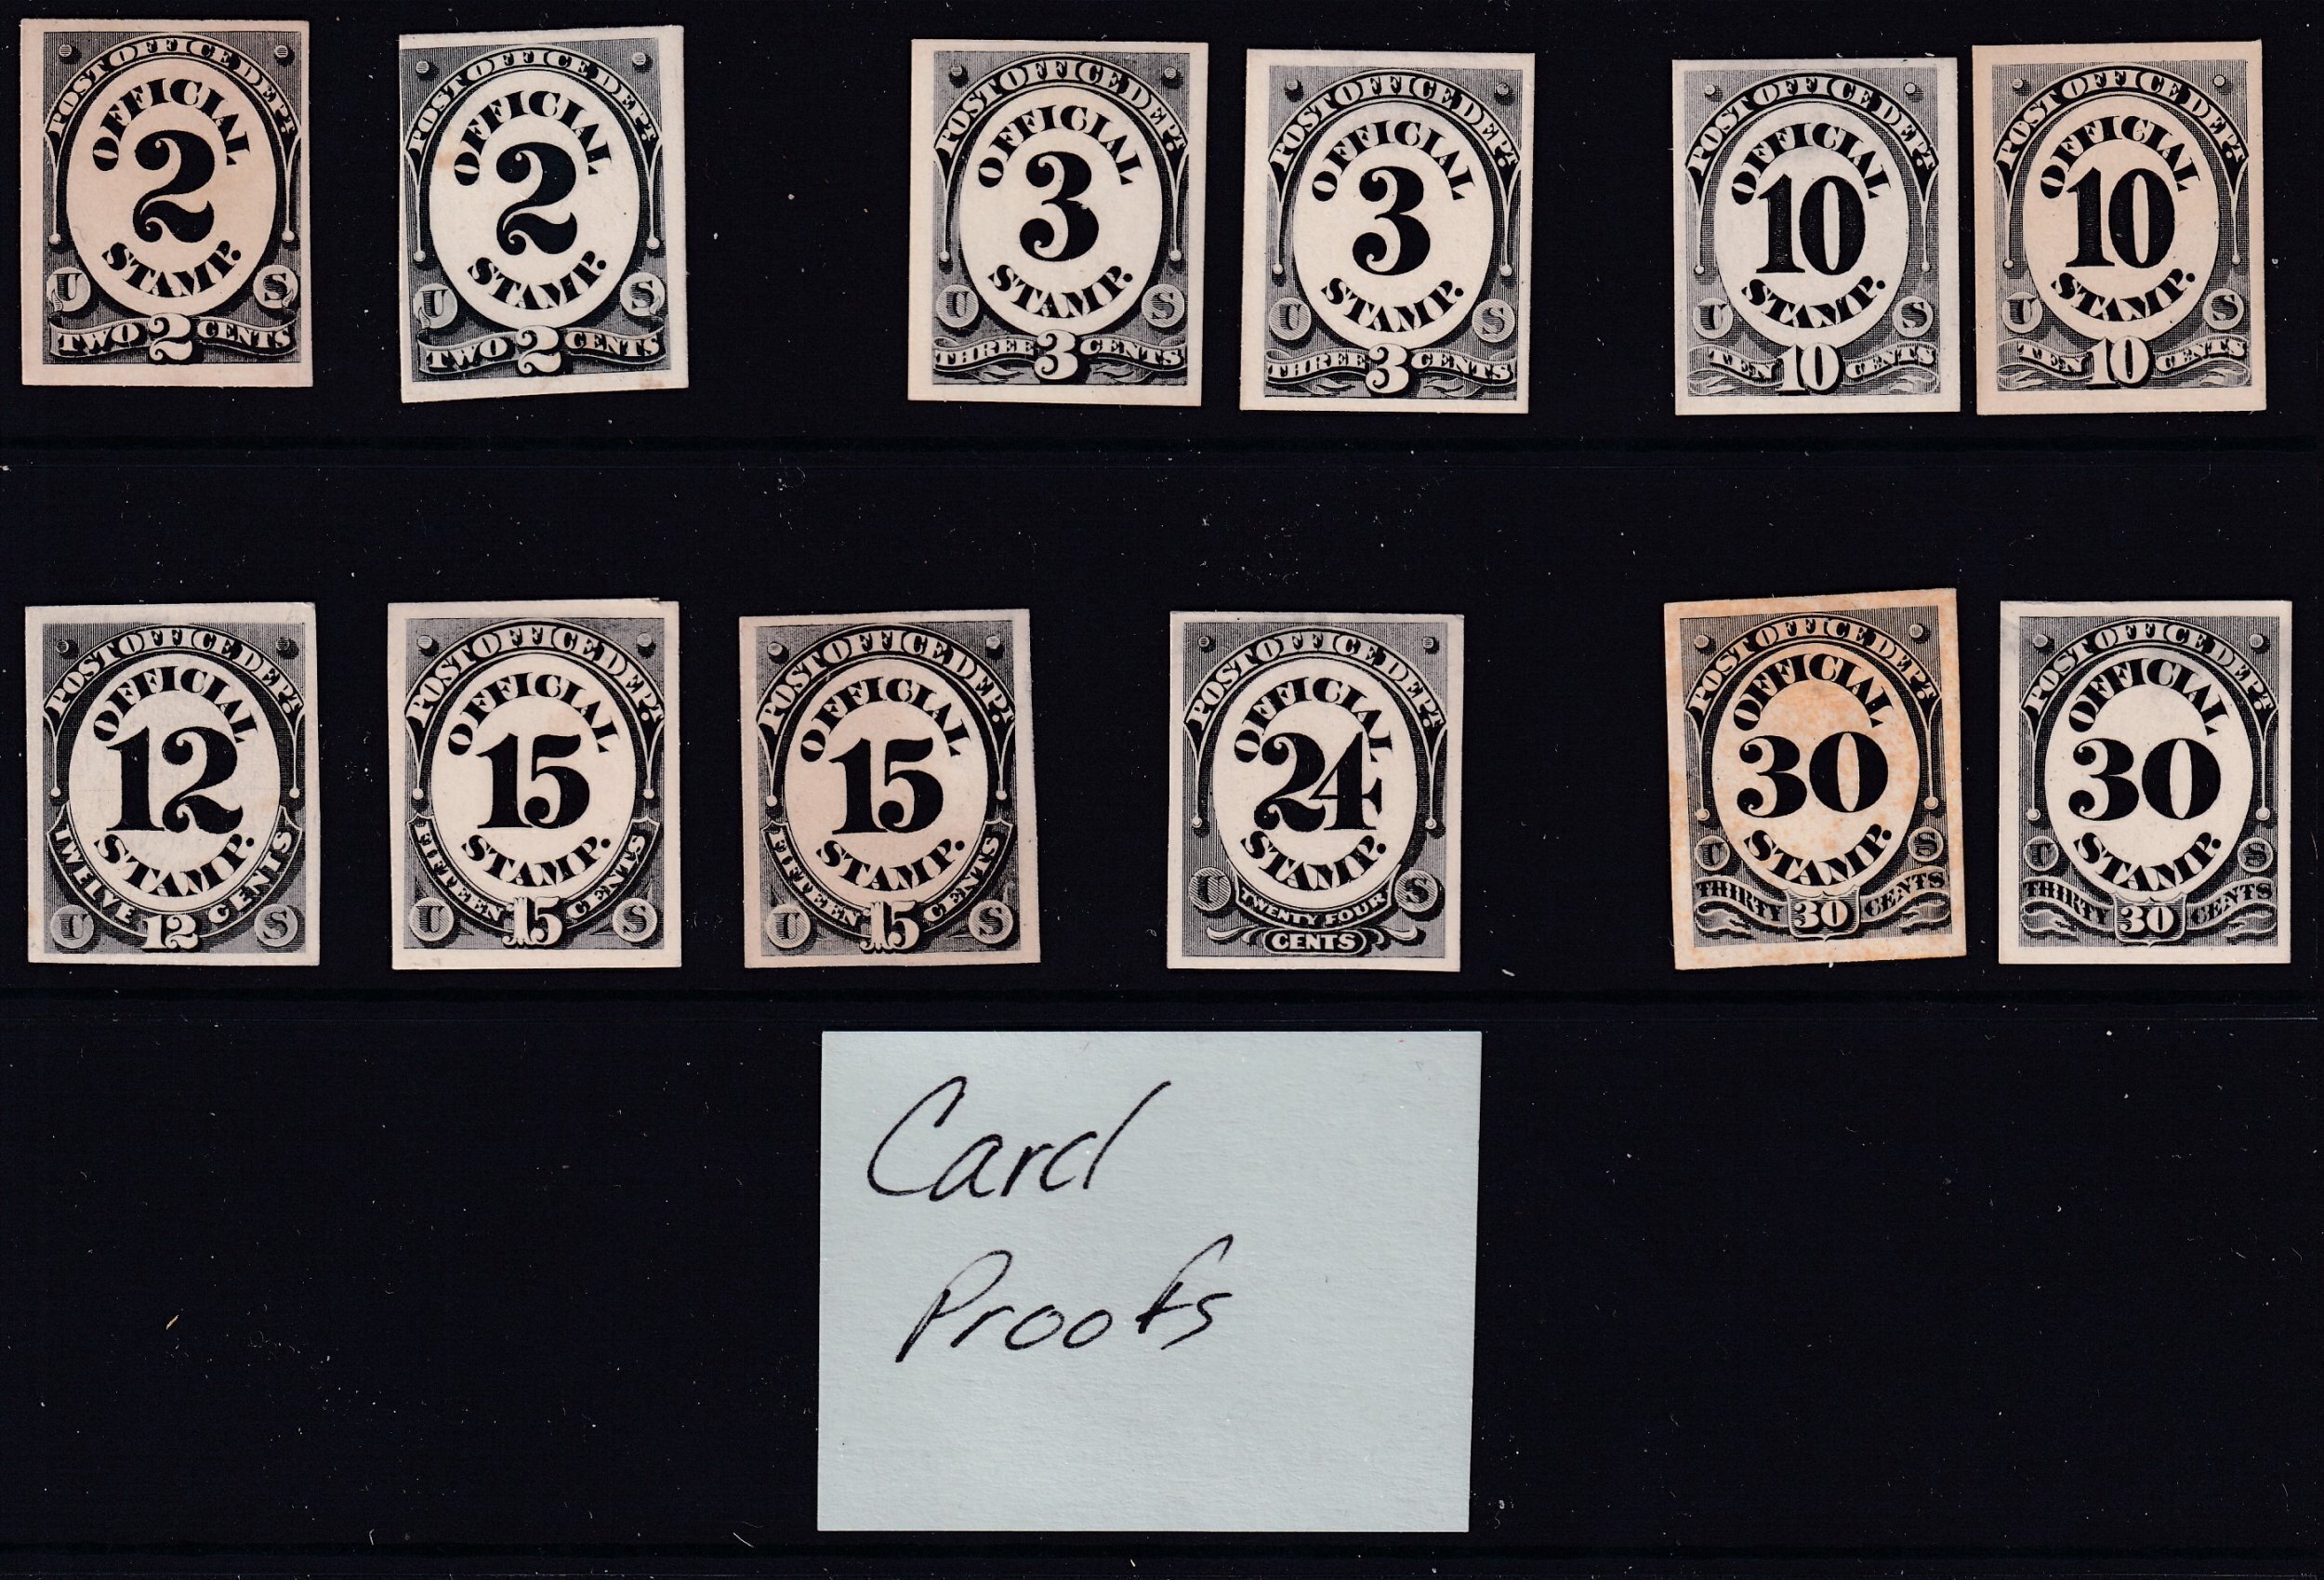 POST OFFICE DEPT.
OFFICIAL
2
STAMP.
U S
TWO 2 CENTS
POST OFFICE DEPT.
OFFICIAL
2
STAMP.
U S
TWO 2 CENTS
POST OFFICE DEPT.
OFFICIAL
3
STAMP.
U S
THREE 3 CENTS
POST OFFICE DEPT.
OFFICIAL
3
STAMP.
U S
THREE 3 CENTS
POST OFFICE DEPT.
OFFICIAL
10
STAMP.
U S
TEN 10 CENTS
POST OFFICE DEPT.
OFFICIAL
10
STAMP.
U S
TEN 10 CENTS
POST OFFICE DEPT.
OFFICIAL
12
STAMP.
TWELVE 12 CENTS
U S
POST OFFICE DEPT.
OFFICIAL
15
STAMP.
FIFTEEN 15 CENTS
U S
POST OFFICE DEPT.
OFFICIAL
15
STAMP.
FIFTEEN 15 CENTS
U S
POST OFFICE DEPT.
OFFICIAL
24
STAMP.
U S
TWENTY FOUR
CENTS
POST OFFICE DEPT.
OFFICIAL
30
STAMP.
U S
THIRTY 30 CENTS
POST OFFICE DEPT.
OFFICIAL
30
STAMP.
U S
THIRTY 30 CENTS
Card
Proofs